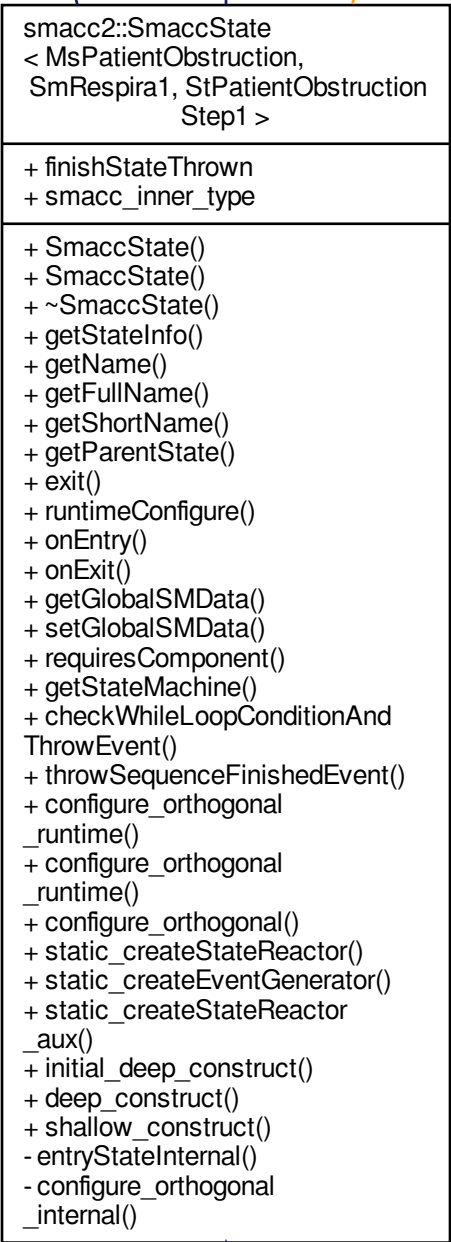 smacc2::SmaccState
< MsPatientObstruction,
SmRespira1, StPatientObstruction
Step1 >
+ finishStateThrown
+ smacc_inner_type
+ SmaccState()
+ SmaccState()
+ ~SmaccState()
+ getStateInfo()
+ getName()
+ getFullName()
+ getShortName()
+ getParentState()
+ exit()
+ runtimeConfigure()
+ onEntry()
+ onExit()
+ getGlobalSMData()
+ setGlobalSMData()
+ requiresComponent()
+ getStateMachine()
+ checkWhileLoopConditionAnd
ThrowEvent()
+ throwSequenceFinishedEvent()
+ configure_orthogonal
_runtime()
+ configure_orthogonal
_runtime()
+ configure_orthogonal()
+ static_createStateReactor()
+ static_createEventGenerator()
+ static_createStateReactor
_aux()
+ initial_deep_construct()
+ deep_construct()
+ shallow_construct()
- entryStateInternal()
- configure_orthogonal
_internal()